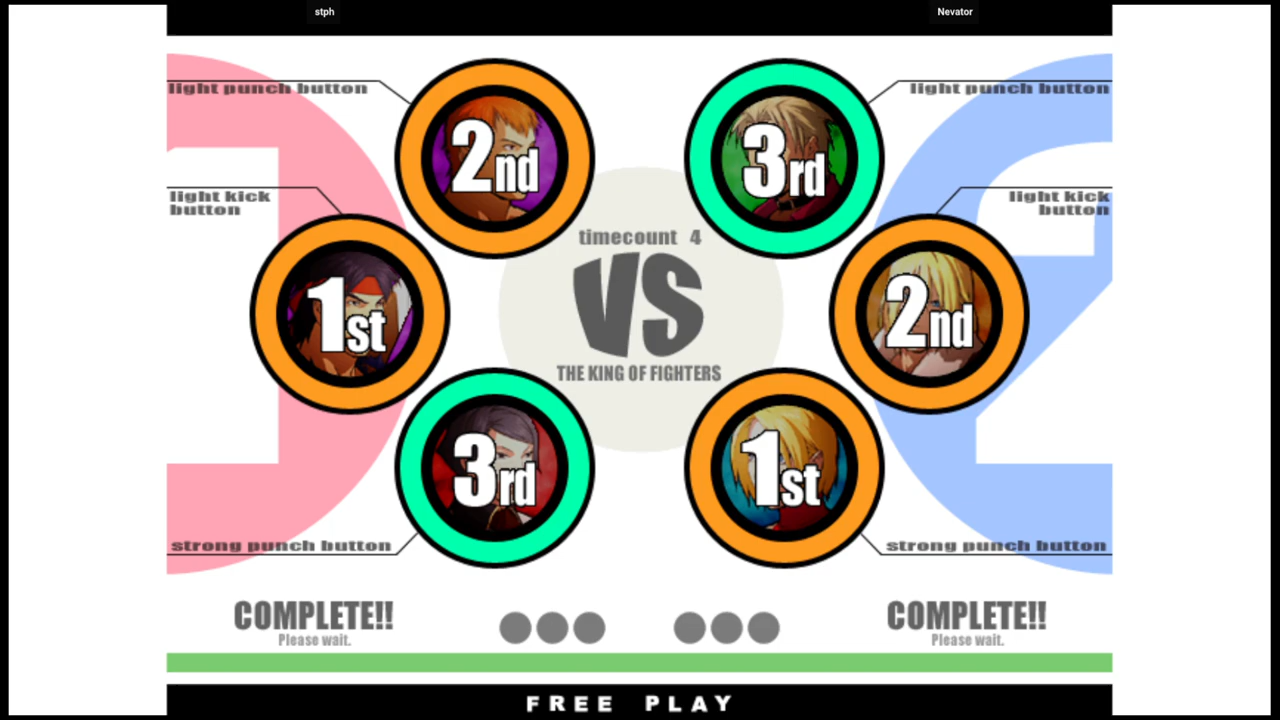 stph
Nevator
light punch button
light punch button
2nd
3rd
light kick
button
light kick
button
timecount 4
VS
THE KING OF FIGHTERS
1st
2nd
3rd
1st
strong punch button
strong punch button
COMPLETE!!
Please wait.
COMPLETE!!
Please wait.
FREE PLAY